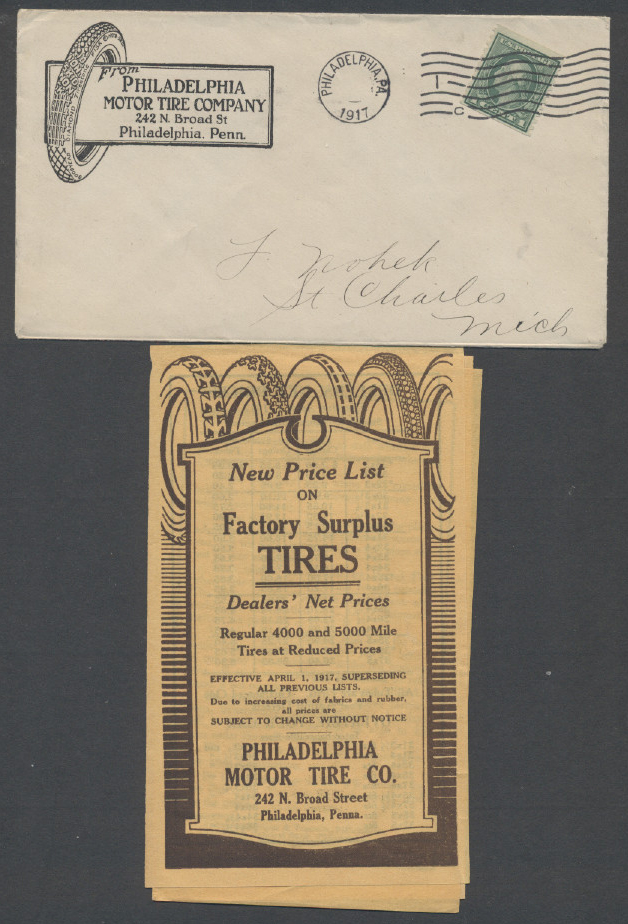 From
PHILADELPHIA
MOTOR TIRE COMPANY
242 N. Broad St
Philadelphia, Penn.
PHILADELPHIA, PA.
1917
1
C
St Charles
Mich
New Price List
ON
Factory Surplus
TIRES
Dealers' Net Prices
Regular 4000 and 5000 Mile
Tires at Reduced Prices
EFFECTIVE APRIL 1, 1917, SUPERSEDING
ALL PREVIOUS LISTS.
Due to increasing cost of fabrics and rubber,
all prices are
SUBJECT TO CHANGE WITHOUT NOTICE
PHILADELPHIA
MOTOR TIRE CO.
242 N. Broad Street
Philadelphia, Penna.